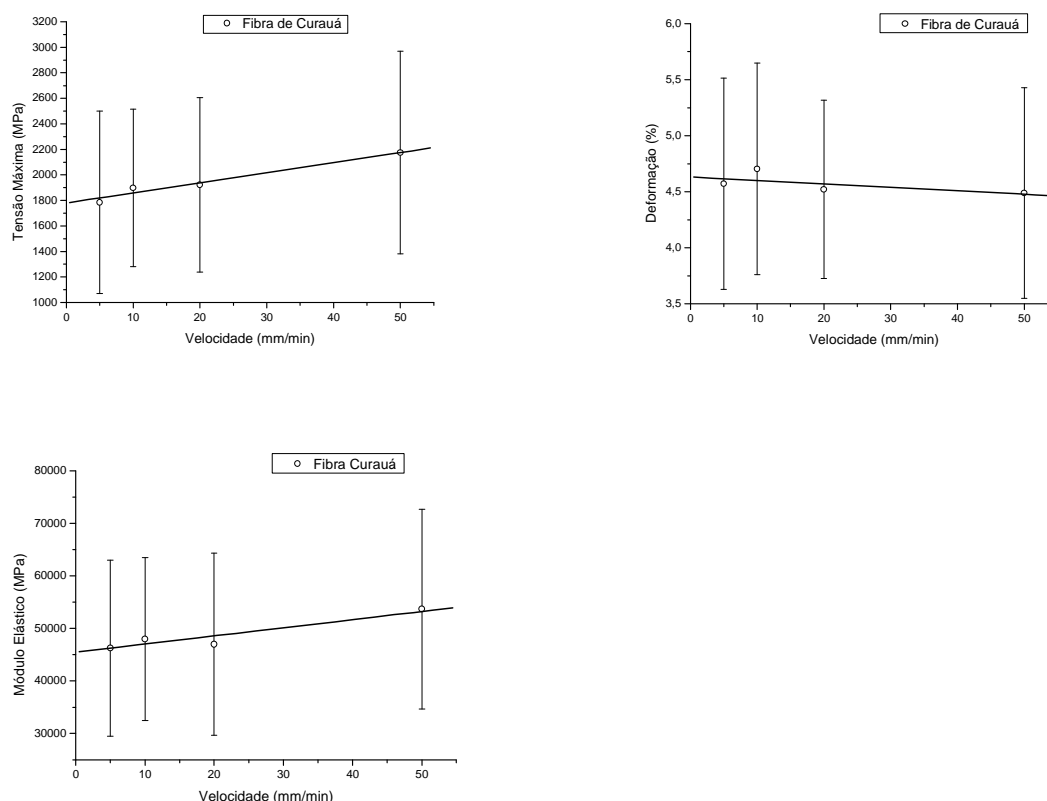 Fibra de Curauá
3200
3000
2800
2600
2400
2200
2000
1800
1600
1400
1200
1000
0 10 20 30 40 50
Tensão Máxima (MPa)
Velocidade (mm/min)
Fibra de Curauá
6,0
5,5
5,0
4,5
4,0
3,5
0 10 20 30 40 50
Deformação (%)
Velocidade (mm/min)
Fibra Curauá
80000
70000
60000
50000
40000
30000
0 10 20 30 40 50
Módulo Elástico (MPa)
Velocidade (mm/min)